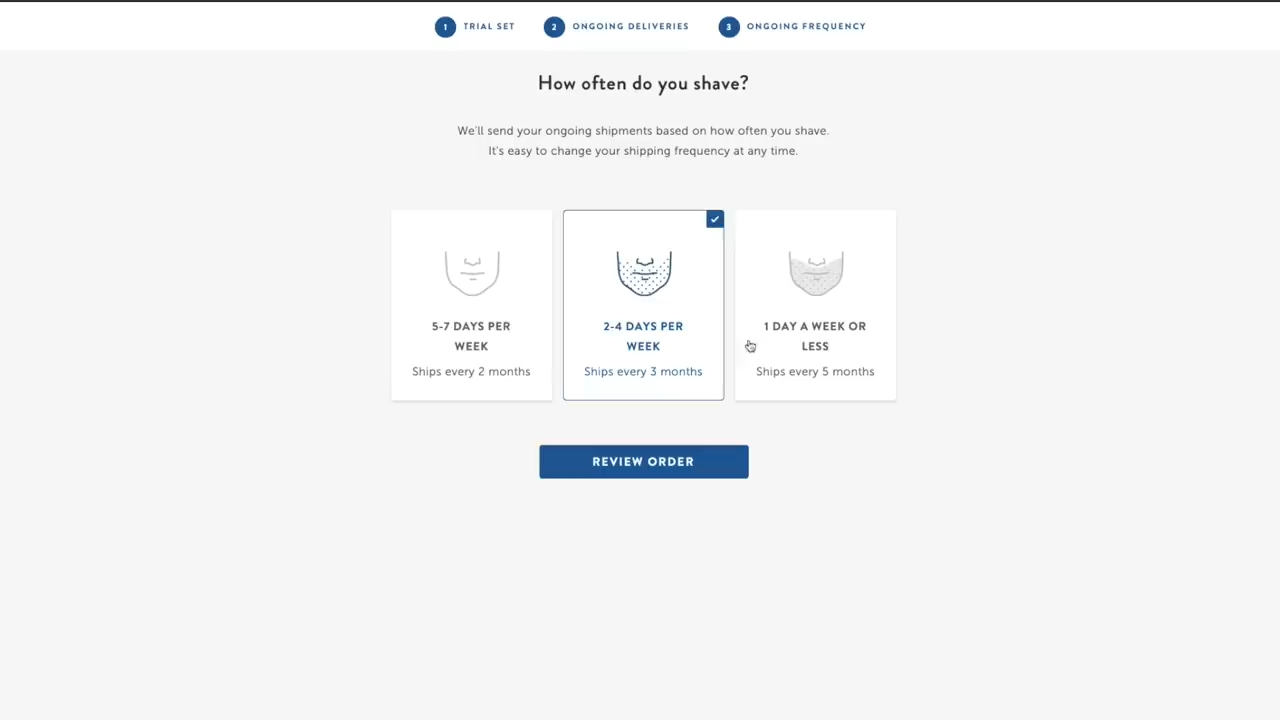 1 TRIAL SET 2 ONGOING DELIVERIES 3 ONGOING FREQUENCY
How often do you shave?
We'll send your ongoing shipments based on how often you shave.
It's easy to change your shipping frequency at any time.
5-7 DAYS PER
WEEK
Ships every 2 months
2-4 DAYS PER
WEEK
Ships every 3 months
1 DAY A WEEK OR
LESS
Ships every 5 months
REVIEW ORDER